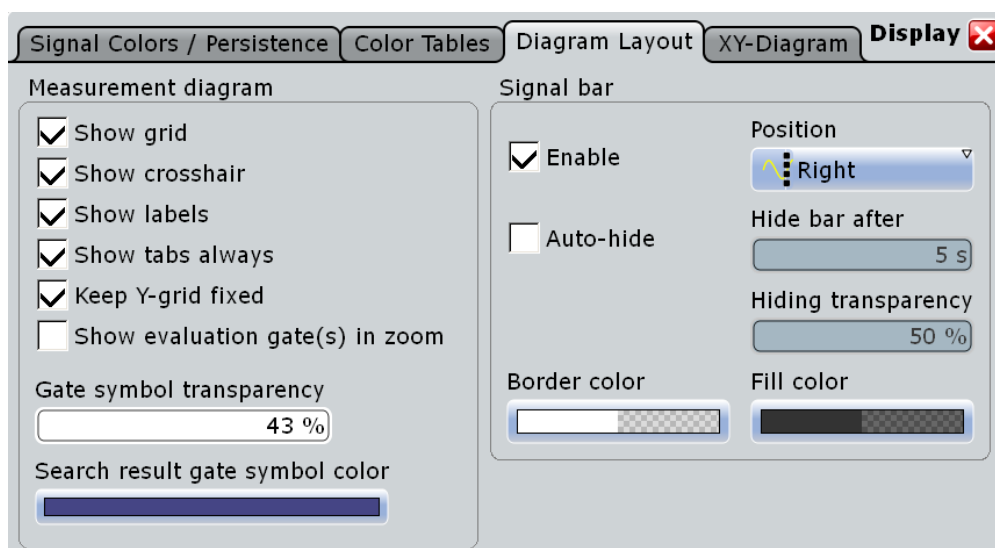 Signal Colors / Persistence
Color Tables
Diagram Layout
XY-Diagram
Display
Measurement diagram
Show grid
Show crosshair
Show labels
Show tabs always
Keep Y-grid fixed
Show evaluation gate(s) in zoom
Gate symbol transparency
43 %
Search result gate symbol color
Signal bar
Enable
Position
Right
Auto-hide
Hide bar after
5 s
Hiding transparency
50 %
Border color
Fill color